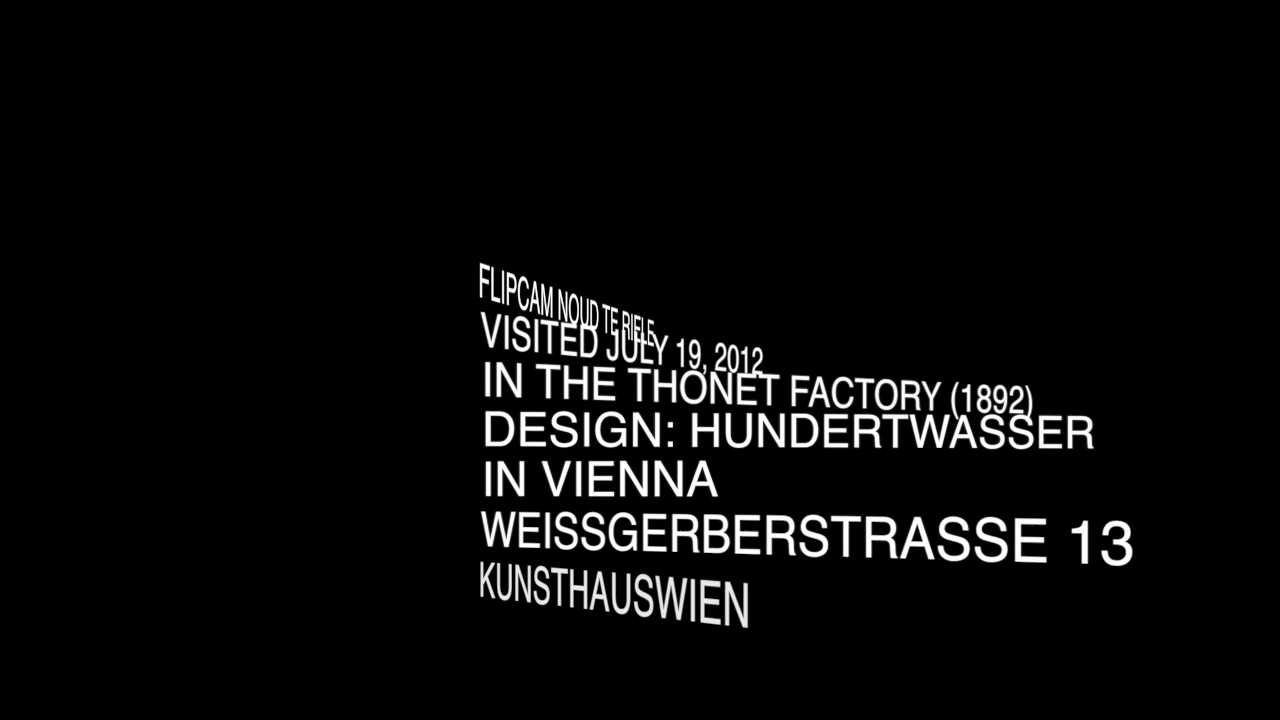 FLIPCAM NOUD TE RIELE
VISITED JULY 19, 2012
IN THE THONET FACTORY (1892)
DESIGN: HUNDERTWASSER
IN VIENNA
WEISSGERBERSTRASSE 13
KUNSTHAUSWIEN